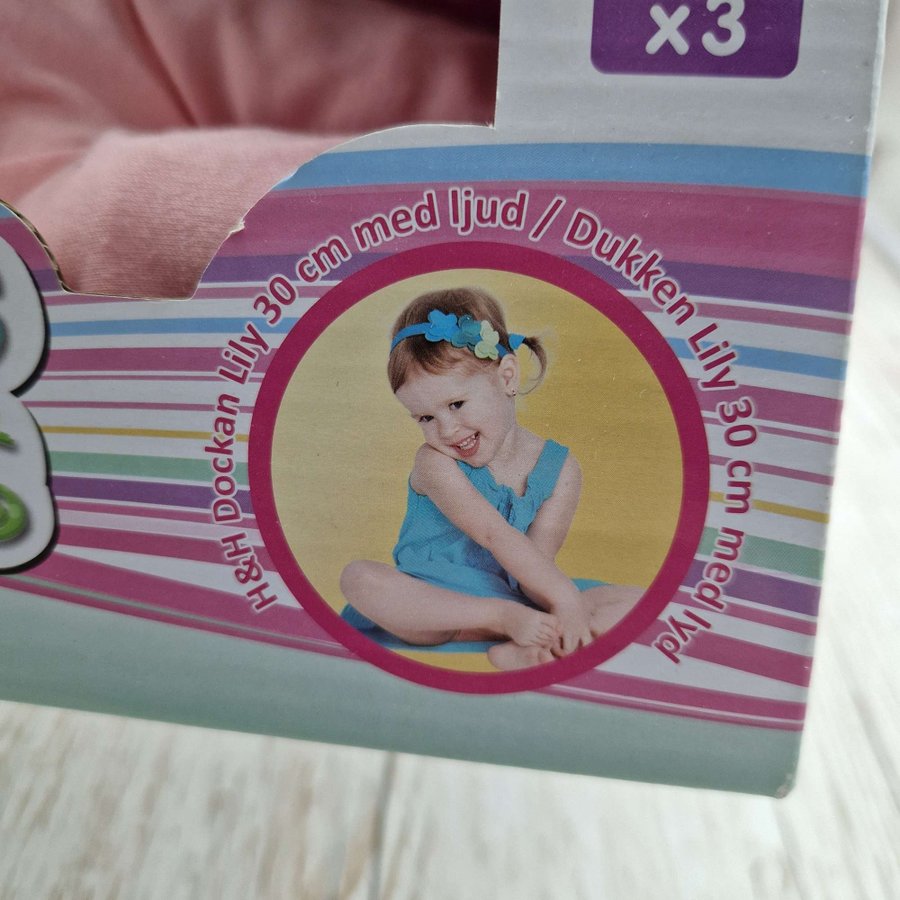 x3
H&H Dockan Lily 30 cm med ljud / Dukken Lily 30 cm med lyd